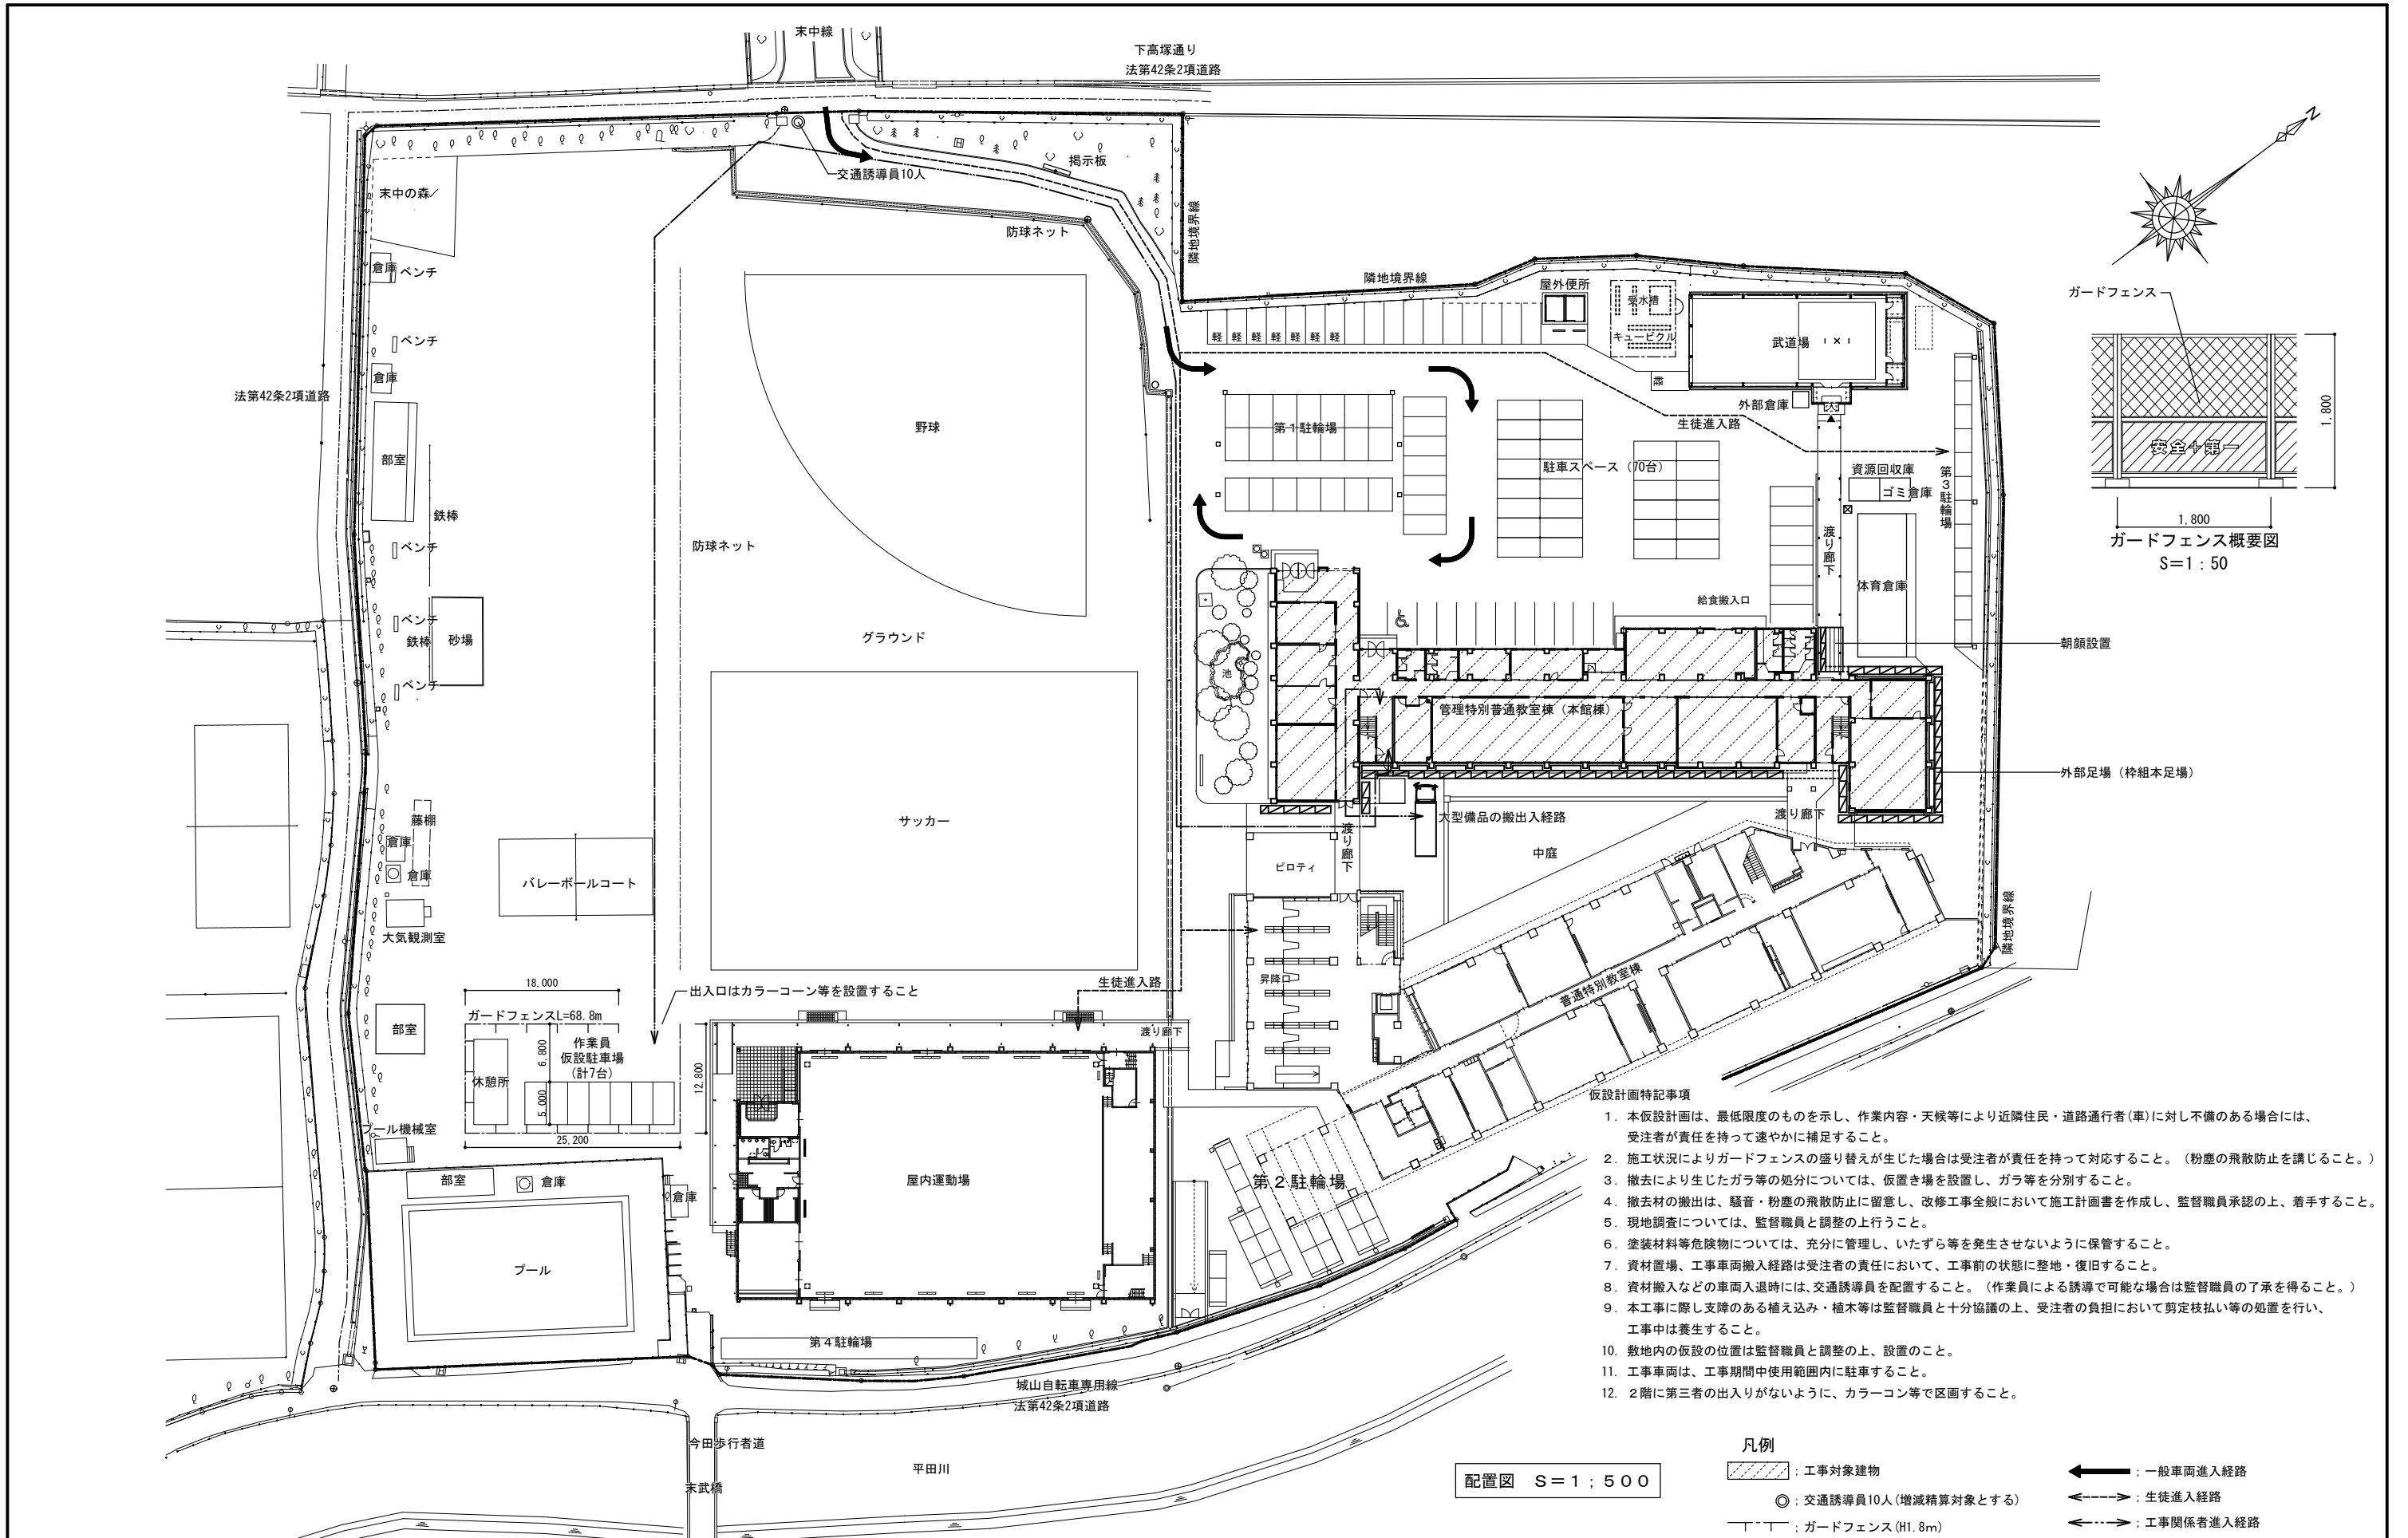 末中線
下高塚通り
法第42条2項道路
交通誘導員10人
掲示板
末中の森
隣地境界線
防球ネット
倉庫
ベンチ
隣地境界線
屋外便所
受水槽
キュービクル
武道場
ガードフェンス
ベンチ
軽 軽 軽 軽 軽 軽 軽
倉庫
軽
法第42条2項道路
外部倉庫
1,800
野球
第1駐輪場
生徒進入路
安全+第一
部室
駐車スペース（70台）
資源回収庫
第3駐輪場
ゴミ倉庫
鉄棒
1,800
渡り廊下
ガードフェンス概要図
S＝1：50
ベンチ
防球ネット
体育倉庫
給食搬入口
ベンチ
グラウンド
鉄棒
砂場
朝顔設置
池
ベンチ
管理特別普通教室棟（本館棟）
外部足場（枠組本足場）
藤棚
サッカー
大型備品の搬出入経路
渡り廊下
渡り廊下
倉庫
中庭
ピロティ
倉庫
バレーボールコート
大気観測室
隣地境界線
昇降口
普通特別教室棟
18,000
生徒進入路
出入口はカラーコーン等を設置すること
ガードフェンスL=68.8m
部室
渡り廊下
作業員
仮設駐車場
（計7台）
6,800
12,800
休憩所
5,000
プール機械室
25,200
仮設計画特記事項
1. 本仮設計画は、最低限度のものを示し、作業内容・天候等により近隣住民・道路通行者(車)に対し不備のある場合には、
受注者が責任を持って速やかに補足すること。
2. 施工状況によりガードフェンスの盛り替えが生じた場合は受注者が責任を持って対応すること。（粉塵の飛散防止を講じること。）
3. 撤去により生じたガラ等の処分については、仮置き場を設置し、ガラ等を分別すること。
4. 撤去材の搬出は、騒音・粉塵の飛散防止に留意し、改修工事全般において施工計画書を作成し、監督職員承認の上、着手すること。
5. 現地調査については、監督職員と調整の上行うこと。
6. 塗装材料等危険物については、充分に管理し、いたずら等を発生させないように保管すること。
7. 資材置場、工事車両搬入経路は受注者の責任において、工事前の状態に整地・復旧すること。
8. 資材搬入などの車両入退時には、交通誘導員を配置すること。（作業員による誘導で可能な場合は監督職員の了承を得ること。）
9. 本工事に際し支障のある植え込み・植木等は監督職員と十分協議の上、受注者の負担において剪定枝払い等の処置を行い、
工事中は養生すること。
10. 敷地内の仮設の位置は監督職員と調整の上、設置のこと。
11. 工事車両は、工事期間中使用範囲内に駐車すること。
12. 2階に第三者の出入りがないように、カラーコン等で区画すること。
部室
倉庫
倉庫
屋内運動場
第2駐輪場
プール
第4駐輪場
城山自転車専用線
法第42条2項道路
今田歩行者道
平田川
末武橋
配置図　S＝1；500
凡例
；工事対象建物
；交通誘導員10人(増減精算対象とする)
；ガードフェンス(H1.8m)
；一般車両進入経路
；生徒進入経路
；工事関係者進入経路
N